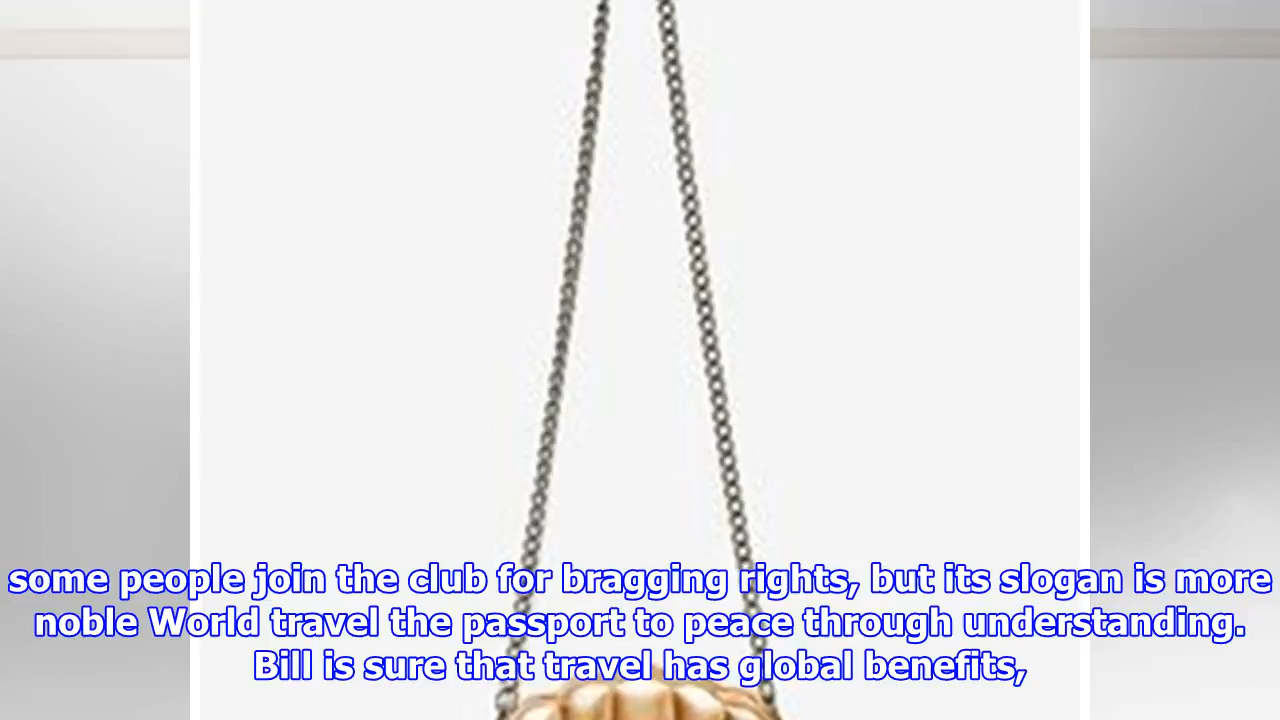 some people join the club for bragging rights, but its slogan is more
noble World travel the passport to peace through understanding.
Bill is sure that travel has global benefits,